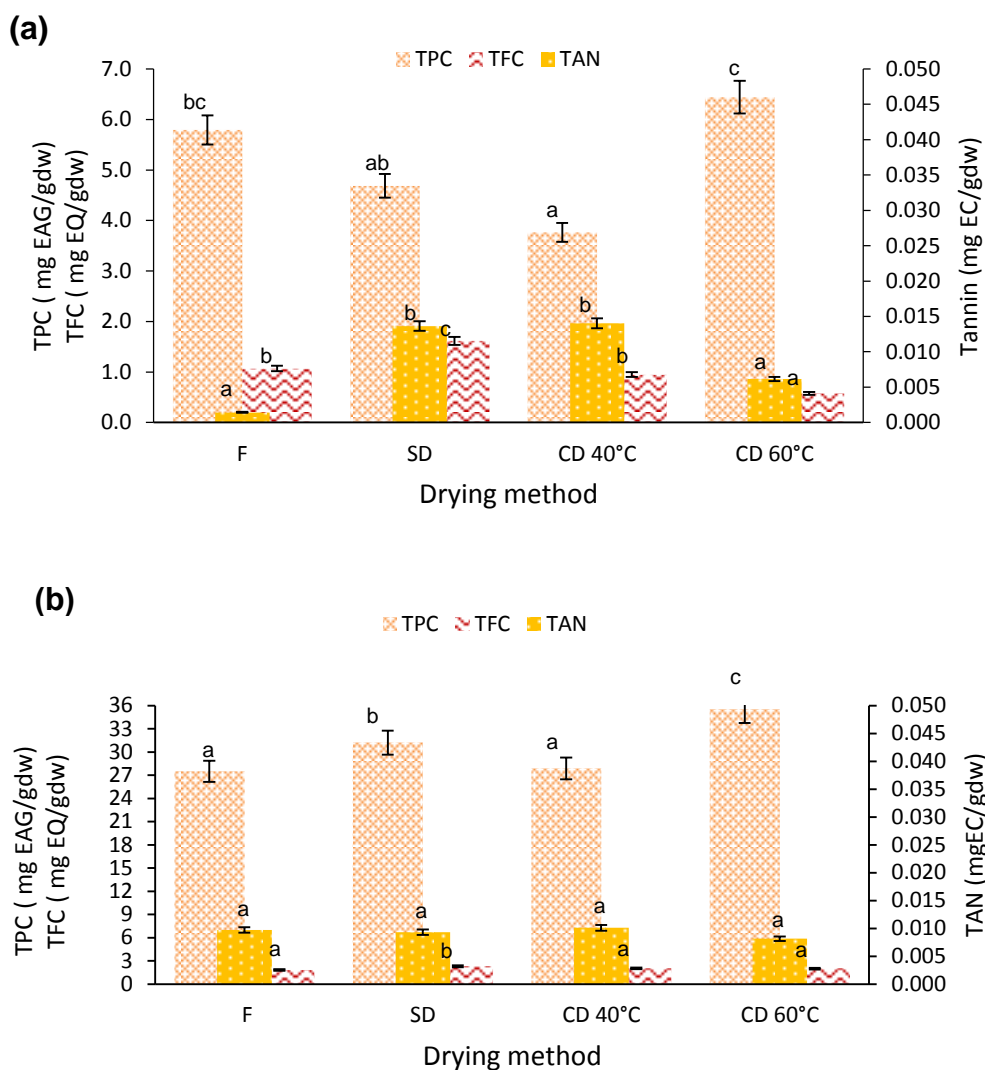 (a)
TPC TFC TAN
7.0
6.0
5.0
4.0
3.0
2.0
1.0
0.0
TPC ( mg EAG/gdw)
TFC ( mg EQ/gdw)
0.050
0.045
0.040
0.035
0.030
0.025
0.020
0.015
0.010
0.005
0.000
Tannin (mg EC/gdw)
bc
a
b
ab
b
c
a
b
b
c
a
a
F SD CD 40°C CD 60°C
Drying method
(b)
TPC TFC TAN
36
33
30
27
24
21
18
15
12
9
6
3
0
TPC ( mg EAG/gdw)
TFC ( mg EQ/gdw)
0.050
0.045
0.040
0.035
0.030
0.025
0.020
0.015
0.010
0.005
0.000
TAN (mgEC/gdw)
a
a
a
b
a
b
a
a
a
c
a
a
F SD CD 40°C CD 60°C
Drying method